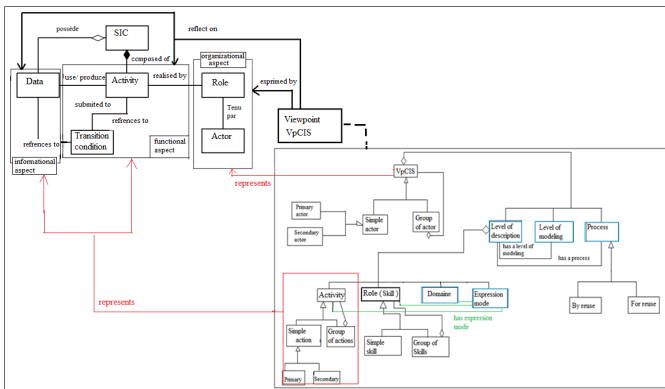 SIC
possède
reflect on
composed of
organizational
aspect
Data
use/ produce
Activity
realised by
Role
exprimed by
submited to
refrences to
Tenu
par
Viewpoint
VpCIS
Transition
condition
Actor
refrences to
functional
aspect
informational
aspect
represents
VpCIS
Primary
actor
Secondary
actor
Simple
actor
Group
of actor
Level of
description
Level of
modeling
Process
has a level of
modeling
has a process
represents
Activity
Role ( Skill )
Domaine
Expression
mode
By reuse
For reuse
has expression
mode
Simple
action
Group
of actions
Simple
skill
Group of
Skills
Primary
Secondary